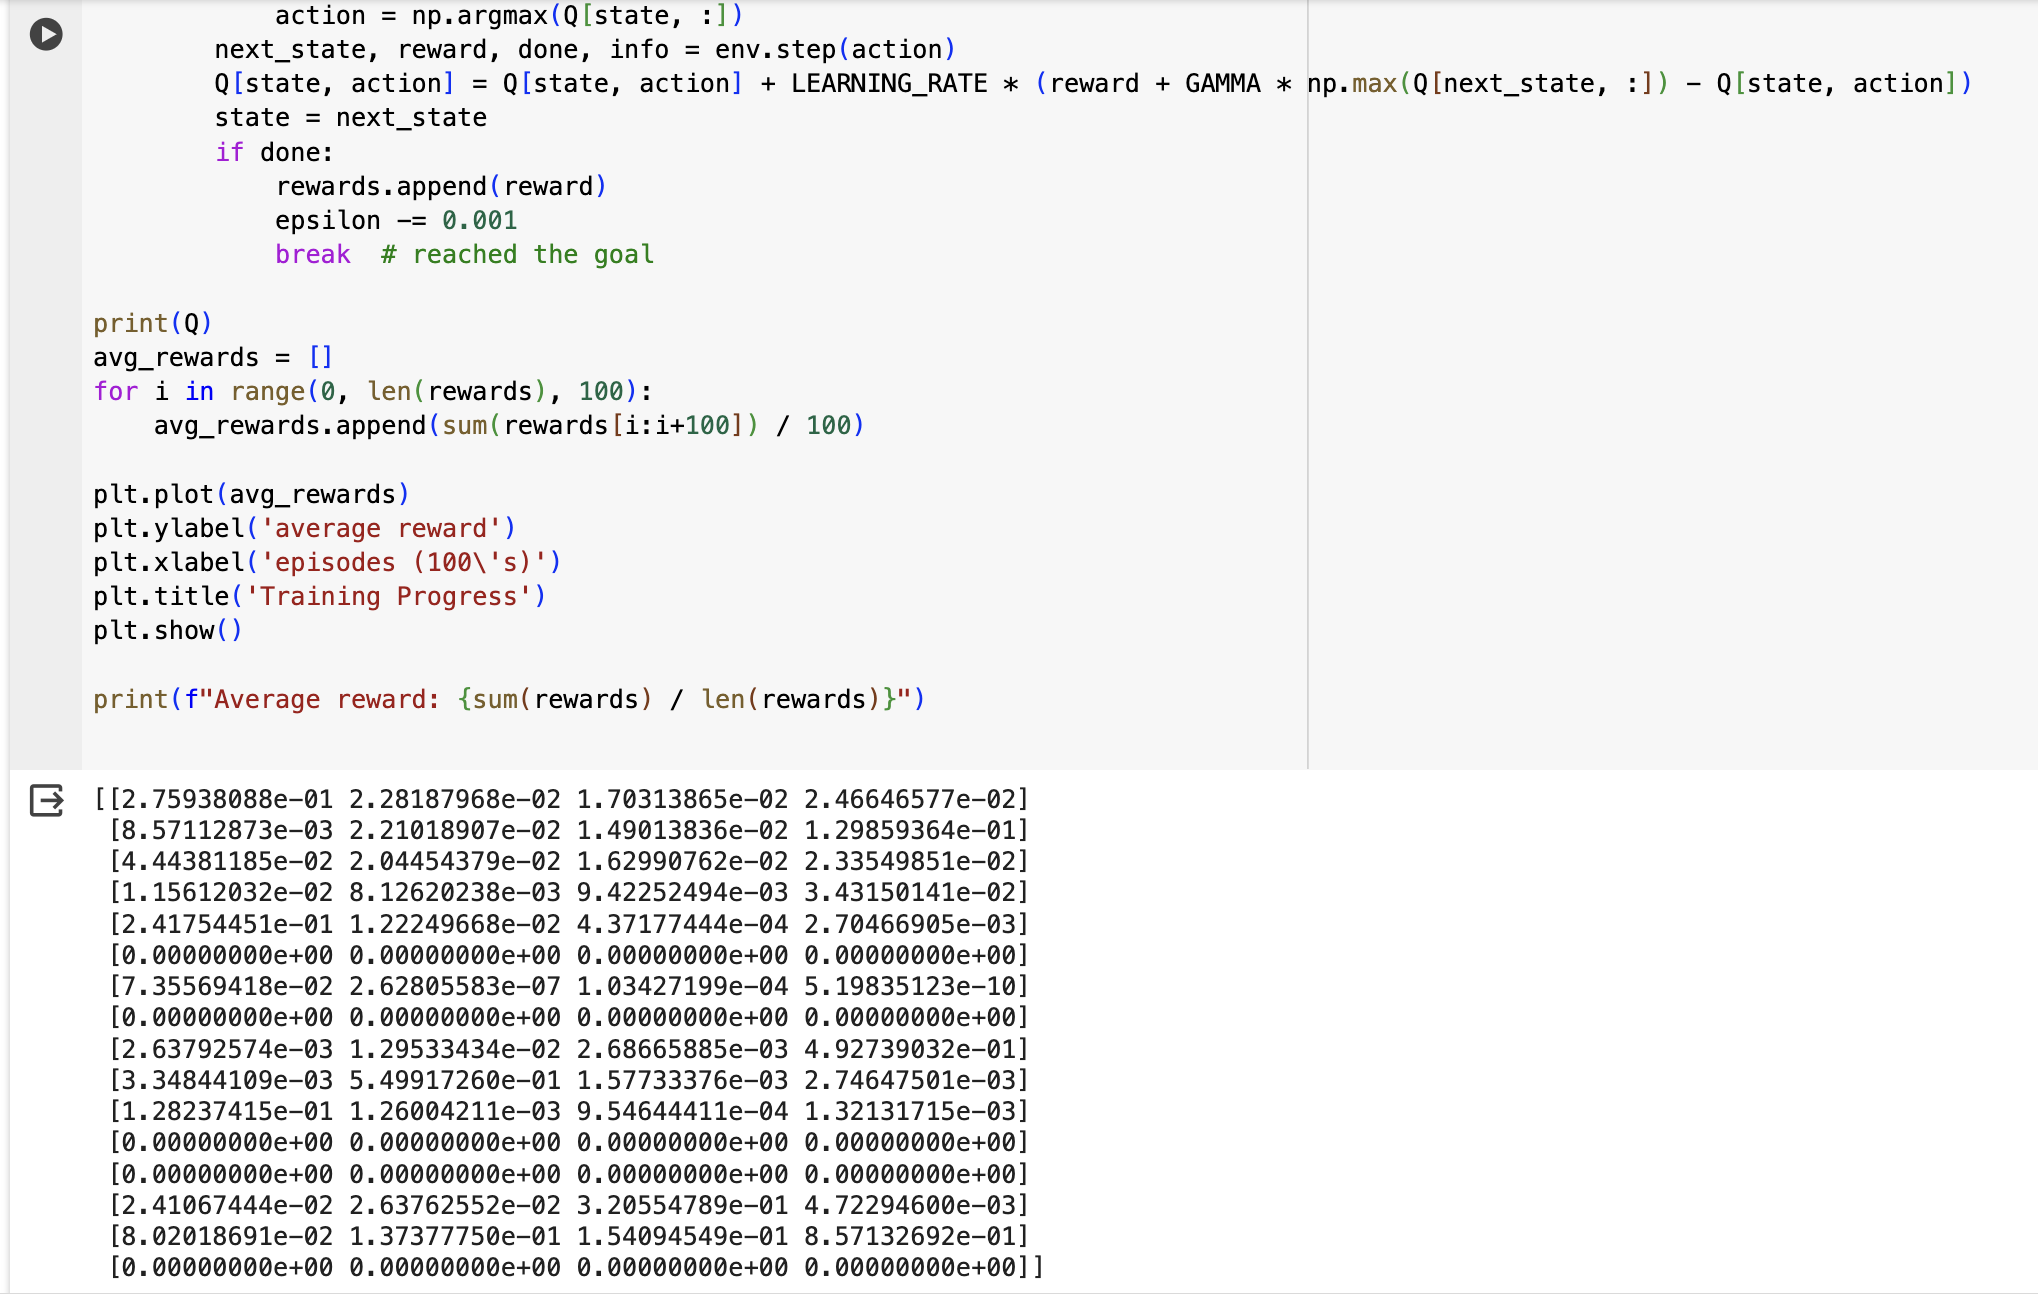 action = np.argmax(Q[state, :])
next_state, reward, done, info = env.step(action)
Q[state, action] = Q[state, action] + LEARNING_RATE * (reward + GAMMA * np.max(Q[next_state, :]) - Q[state, action])
state = next_state
if done:
rewards.append(reward)
epsilon -= 0.001
break  # reached the goal
print(Q)
avg_rewards = []
for i in range(0, len(rewards), 100):
avg_rewards.append(sum(rewards[i:i+100]) / 100)
plt.plot(avg_rewards)
plt.ylabel('average reward')
plt.xlabel('episodes (100\'s)')
plt.title('Training Progress')
plt.show()
print(f"Average reward: {sum(rewards) / len(rewards)}")
[[2.75938088e-01 2.28187968e-02 1.70313865e-02 2.46646577e-02]
[8.57112873e-03 2.21018907e-02 1.49013836e-02 1.29859364e-01]
[4.44381185e-02 2.04454379e-02 1.62990762e-02 2.33549851e-02]
[1.15612032e-02 8.12620238e-03 9.42252494e-03 3.43150141e-02]
[2.41754451e-01 1.22249668e-02 4.37177444e-04 2.70466905e-03]
[0.00000000e+00 0.00000000e+00 0.00000000e+00 0.00000000e+00]
[7.35569418e-02 2.62805583e-07 1.03427199e-04 5.19835123e-10]
[0.00000000e+00 0.00000000e+00 0.00000000e+00 0.00000000e+00]
[2.63792574e-03 1.29533434e-02 2.68665885e-03 4.92739032e-01]
[3.34844109e-03 5.49917260e-01 1.57733376e-03 2.74647501e-03]
[1.28237415e-01 1.26004211e-03 9.54644411e-04 1.32131715e-03]
[0.00000000e+00 0.00000000e+00 0.00000000e+00 0.00000000e+00]
[0.00000000e+00 0.00000000e+00 0.00000000e+00 0.00000000e+00]
[2.41067444e-02 2.63762552e-02 3.20554789e-01 4.72294600e-03]
[8.02018691e-02 1.37377750e-01 1.54094549e-01 8.57132692e-01]
[0.00000000e+00 0.00000000e+00 0.00000000e+00 0.00000000e+00]]